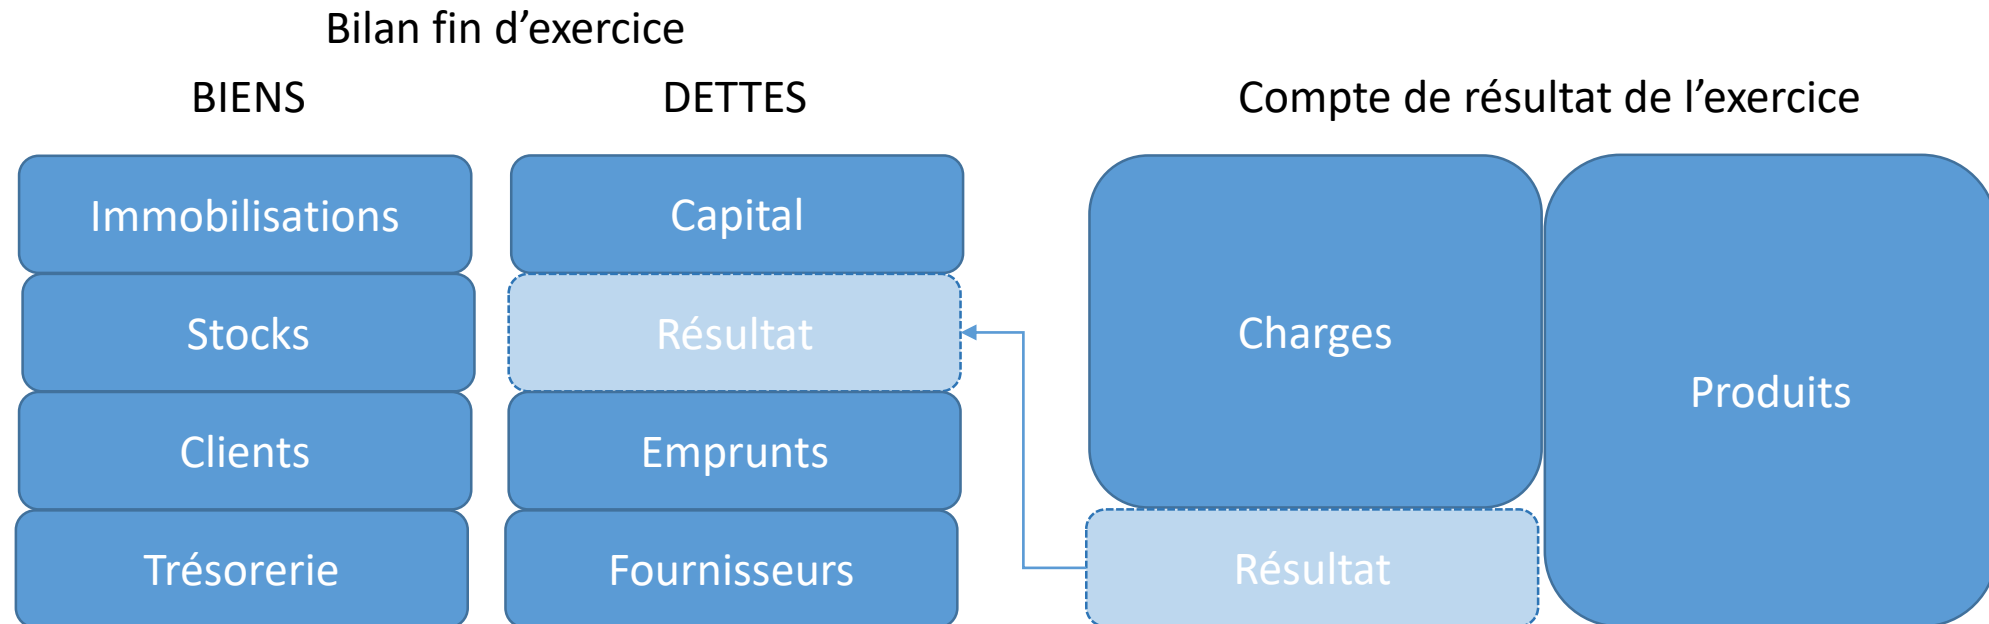 Bilan fin d’exercice
BIENS
DETTES
Compte de résultat de l’exercice
Immobilisations
Stocks
Clients
Trésorerie
Capital
Résultat
Emprunts
Fournisseurs
Charges
Résultat
Produits